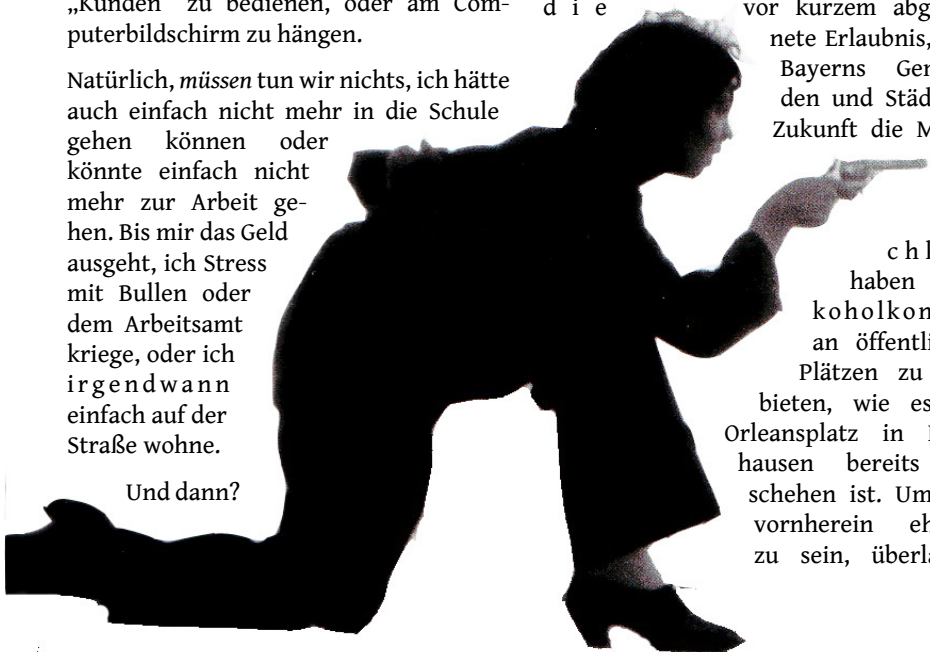 „Kunden“ zu bedienen, oder am Com-
puterbildschirm zu hängen.
Natürlich, müssen tun wir nichts, ich hätte
auch einfach nicht mehr in die Schule
gehen können oder
könnte einfach nicht
mehr zur Arbeit ge-
hen. Bis mir das Geld
ausgeht, ich Stress
mit Bullen oder
dem Arbeitsamt
kriege, oder ich
irgendwann
einfach auf der
Straße wohne.
Und dann?
die
vor kurzem abg
nete Erlaubnis,
Bayerns Ge
den und Städ
Zukunft die M
ch
haben
koholkon
an öffentli
Plätzen zu
bieten, wie es
Orleansplatz in
hausen bereits
schehen ist. Um
vornherein eh
zu sein, überla